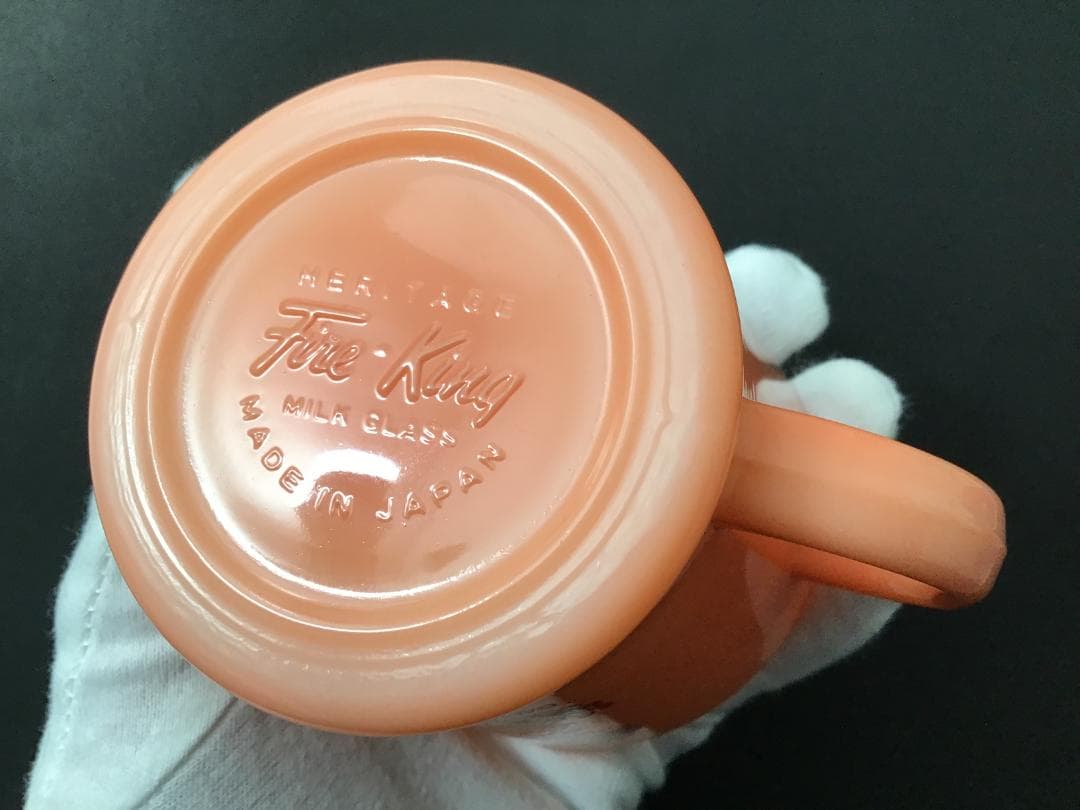 HERITAGE
Fire-King
MILK GLASS
MADE IN JAPAN